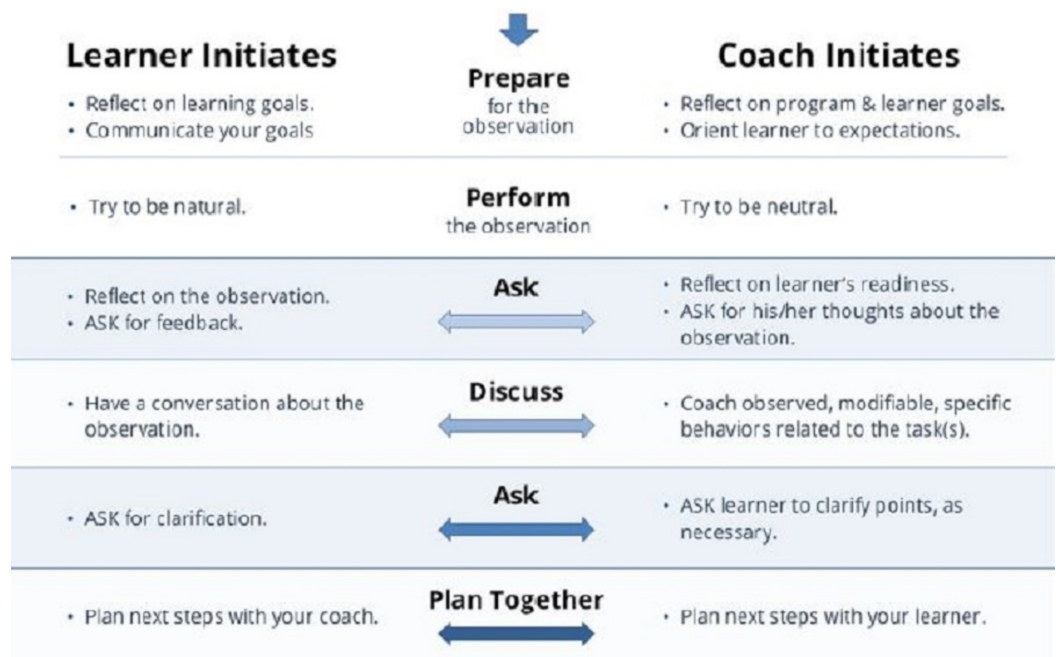 Learner Initiates
• Reflect on learning goals.
• Communicate your goals
Prepare
for the
observation
Coach Initiates
• Reflect on program & learner goals.
• Orient learner to expectations.
• Try to be natural.
Perform
the observation
• Try to be neutral.
• Reflect on the observation.
• ASK for feedback.
Ask
• Reflect on learner's readiness.
• ASK for his/her thoughts about the
observation.
• Have a conversation about the
observation.
Discuss
• Coach observed, modifiable, specific
behaviors related to the task(s).
• ASK for clarification.
Ask
• ASK learner to clarify points, as
necessary.
• Plan next steps with your coach.
Plan Together
• Plan next steps with your learner.